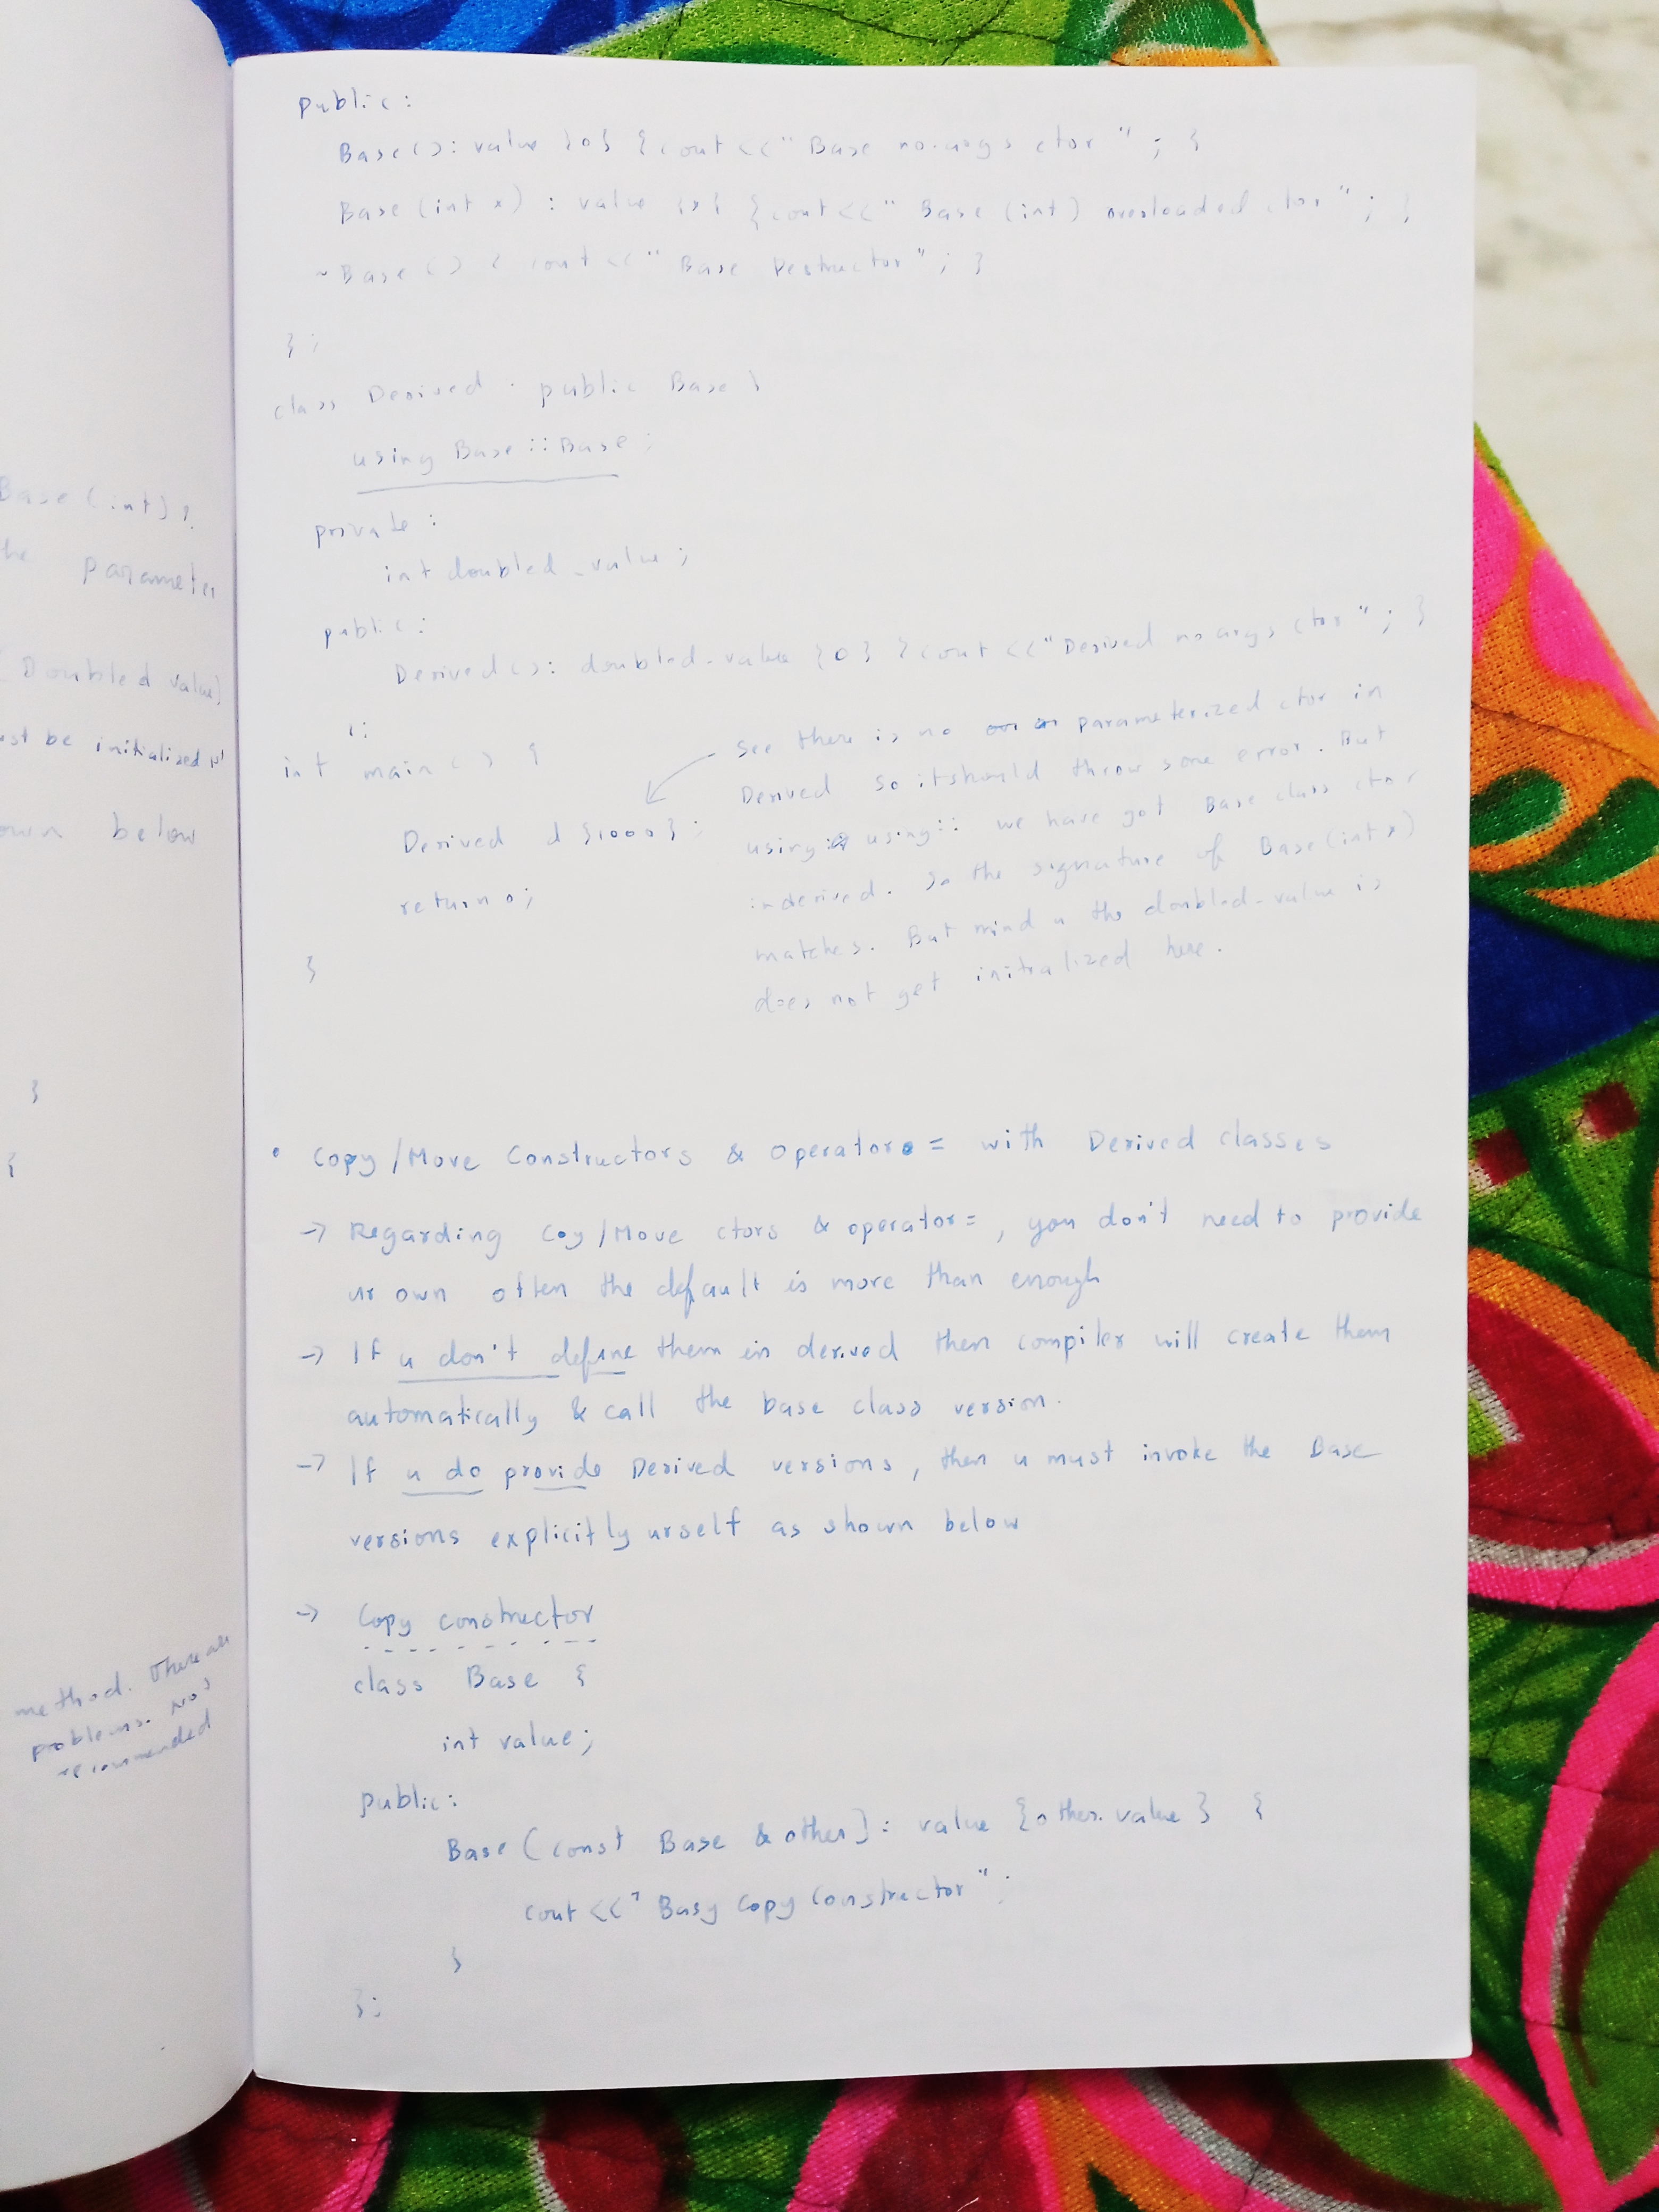 Base(int);
the parameter
(Doubled value)
be initialized
own below
}
{
method. There are
problems. Not
recommended
public:
Base(): value {0} {cout<<"Base no-args ctor"; }
Base(int x) : value {x} {cout<<" Base (int) overloaded ctor"; }
~Base() { cout<<"Base Destructor"; }
};
class Derived : public Base {
using Base::Base;
private:
int doubled_value;
public:
Derived(): doubled_value {0} {cout<<"Derived no args ctor"; }
};
int main() {
Derived d {1000};
return 0;
}
See there is no parameterized ctor in
Derived so it should throw some error. But
using using:: we have got Base class ctor
in derived. So the signature of Base(int x)
matches. But mind u the doubled_value is
does not get initialized here.
• Copy/Move Constructors & Operator= with Derived classes
→ Regarding Coy/Move ctors & operator=, you don't need to provide
ur own often the default is more than enough
→ If u don't define them in derived then compiler will create them
automatically & call the base class version.
→ If u do provide Derived versions, then u must invoke the Base
versions explicitly urself as shown below
→ Copy constructor
class Base {
int value;
public:
Base (const Base &other): value {other.value} {
cout<<"Basy Copy Constructor";
}
};